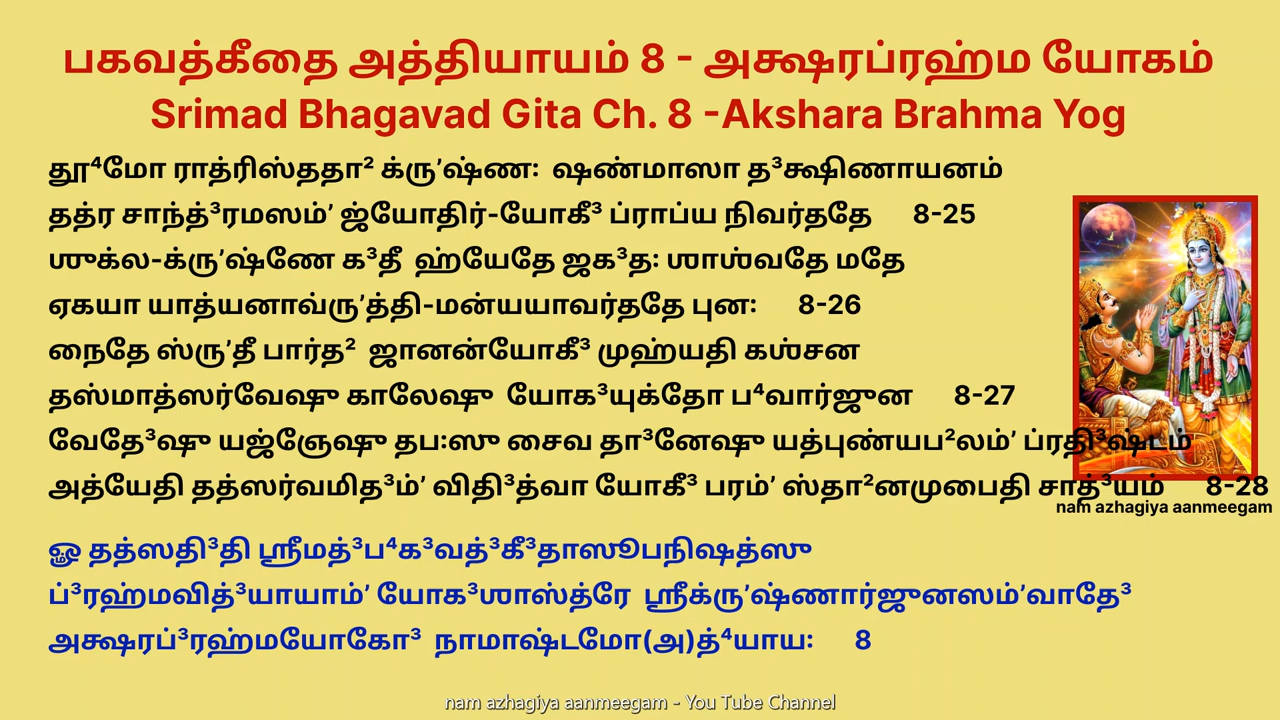 பகவத்கீதை அத்தியாயம் 8 - அக்ஷரப்ரஹ்ம யோகம்
Srimad Bhagavad Gita Ch. 8 -Akshara Brahma Yog
தூ⁴மோ ராத்ரிஸ்ததா² க்ரு’ஷ்ண: ஷண்மாஸா த³க்ஷிணாயனம்
தத்ர சாந்த்³ரமஸம்’ ஜ்யோதிர்-யோகீ³ ப்ராப்ய நிவர்ததே 8-25
ஶுக்ல-க்ரு’ஷ்ணே க³தீ ஹ்யேதே ஜக³த: ஶாஶ்வதே மதே
ஏகயா யாத்யனாவ்ரு’த்தி-மன்யயாவர்ததே புன: 8-26
நைதே ஸ்ரு’தீ பார்த² ஜானன்யோகீ³ முஹ்யதி கஶ்சன
தஸ்மாத்ஸர்வேஷு காலேஷு யோக³யுக்தோ ப⁴வார்ஜுன 8-27
வேதே³ஷு யஜ்ஞேஷு தப:ஸு சைவ தா³னேஷு யத்புண்யப²லம்’ ப்ரதி³ஷ்டம்
அத்யேதி தத்ஸர்வமித³ம்’ விதி³த்வா யோகீ³ பரம்’ ஸ்தா²னமுபைதி சாத்³யம் 8-28
nam azhagiya aanmeegam
ௐ தத்ஸதி³தி ஶ்ரீமத்³ப⁴க³வத்³கீ³தாஸூபநிஷத்ஸு
ப்³ரஹ்மவித்³யாயாம்’ யோக³ஶாஸ்த்ரே ஶ்ரீக்ரு’ஷ்ணார்ஜுனஸம்’வாதே³
அக்ஷரப்³ரஹ்மயோகோ³ நாமாஷ்டமோ(அ)த்⁴யாய: 8
nam azhagiya aanmeegam - You Tube Channel